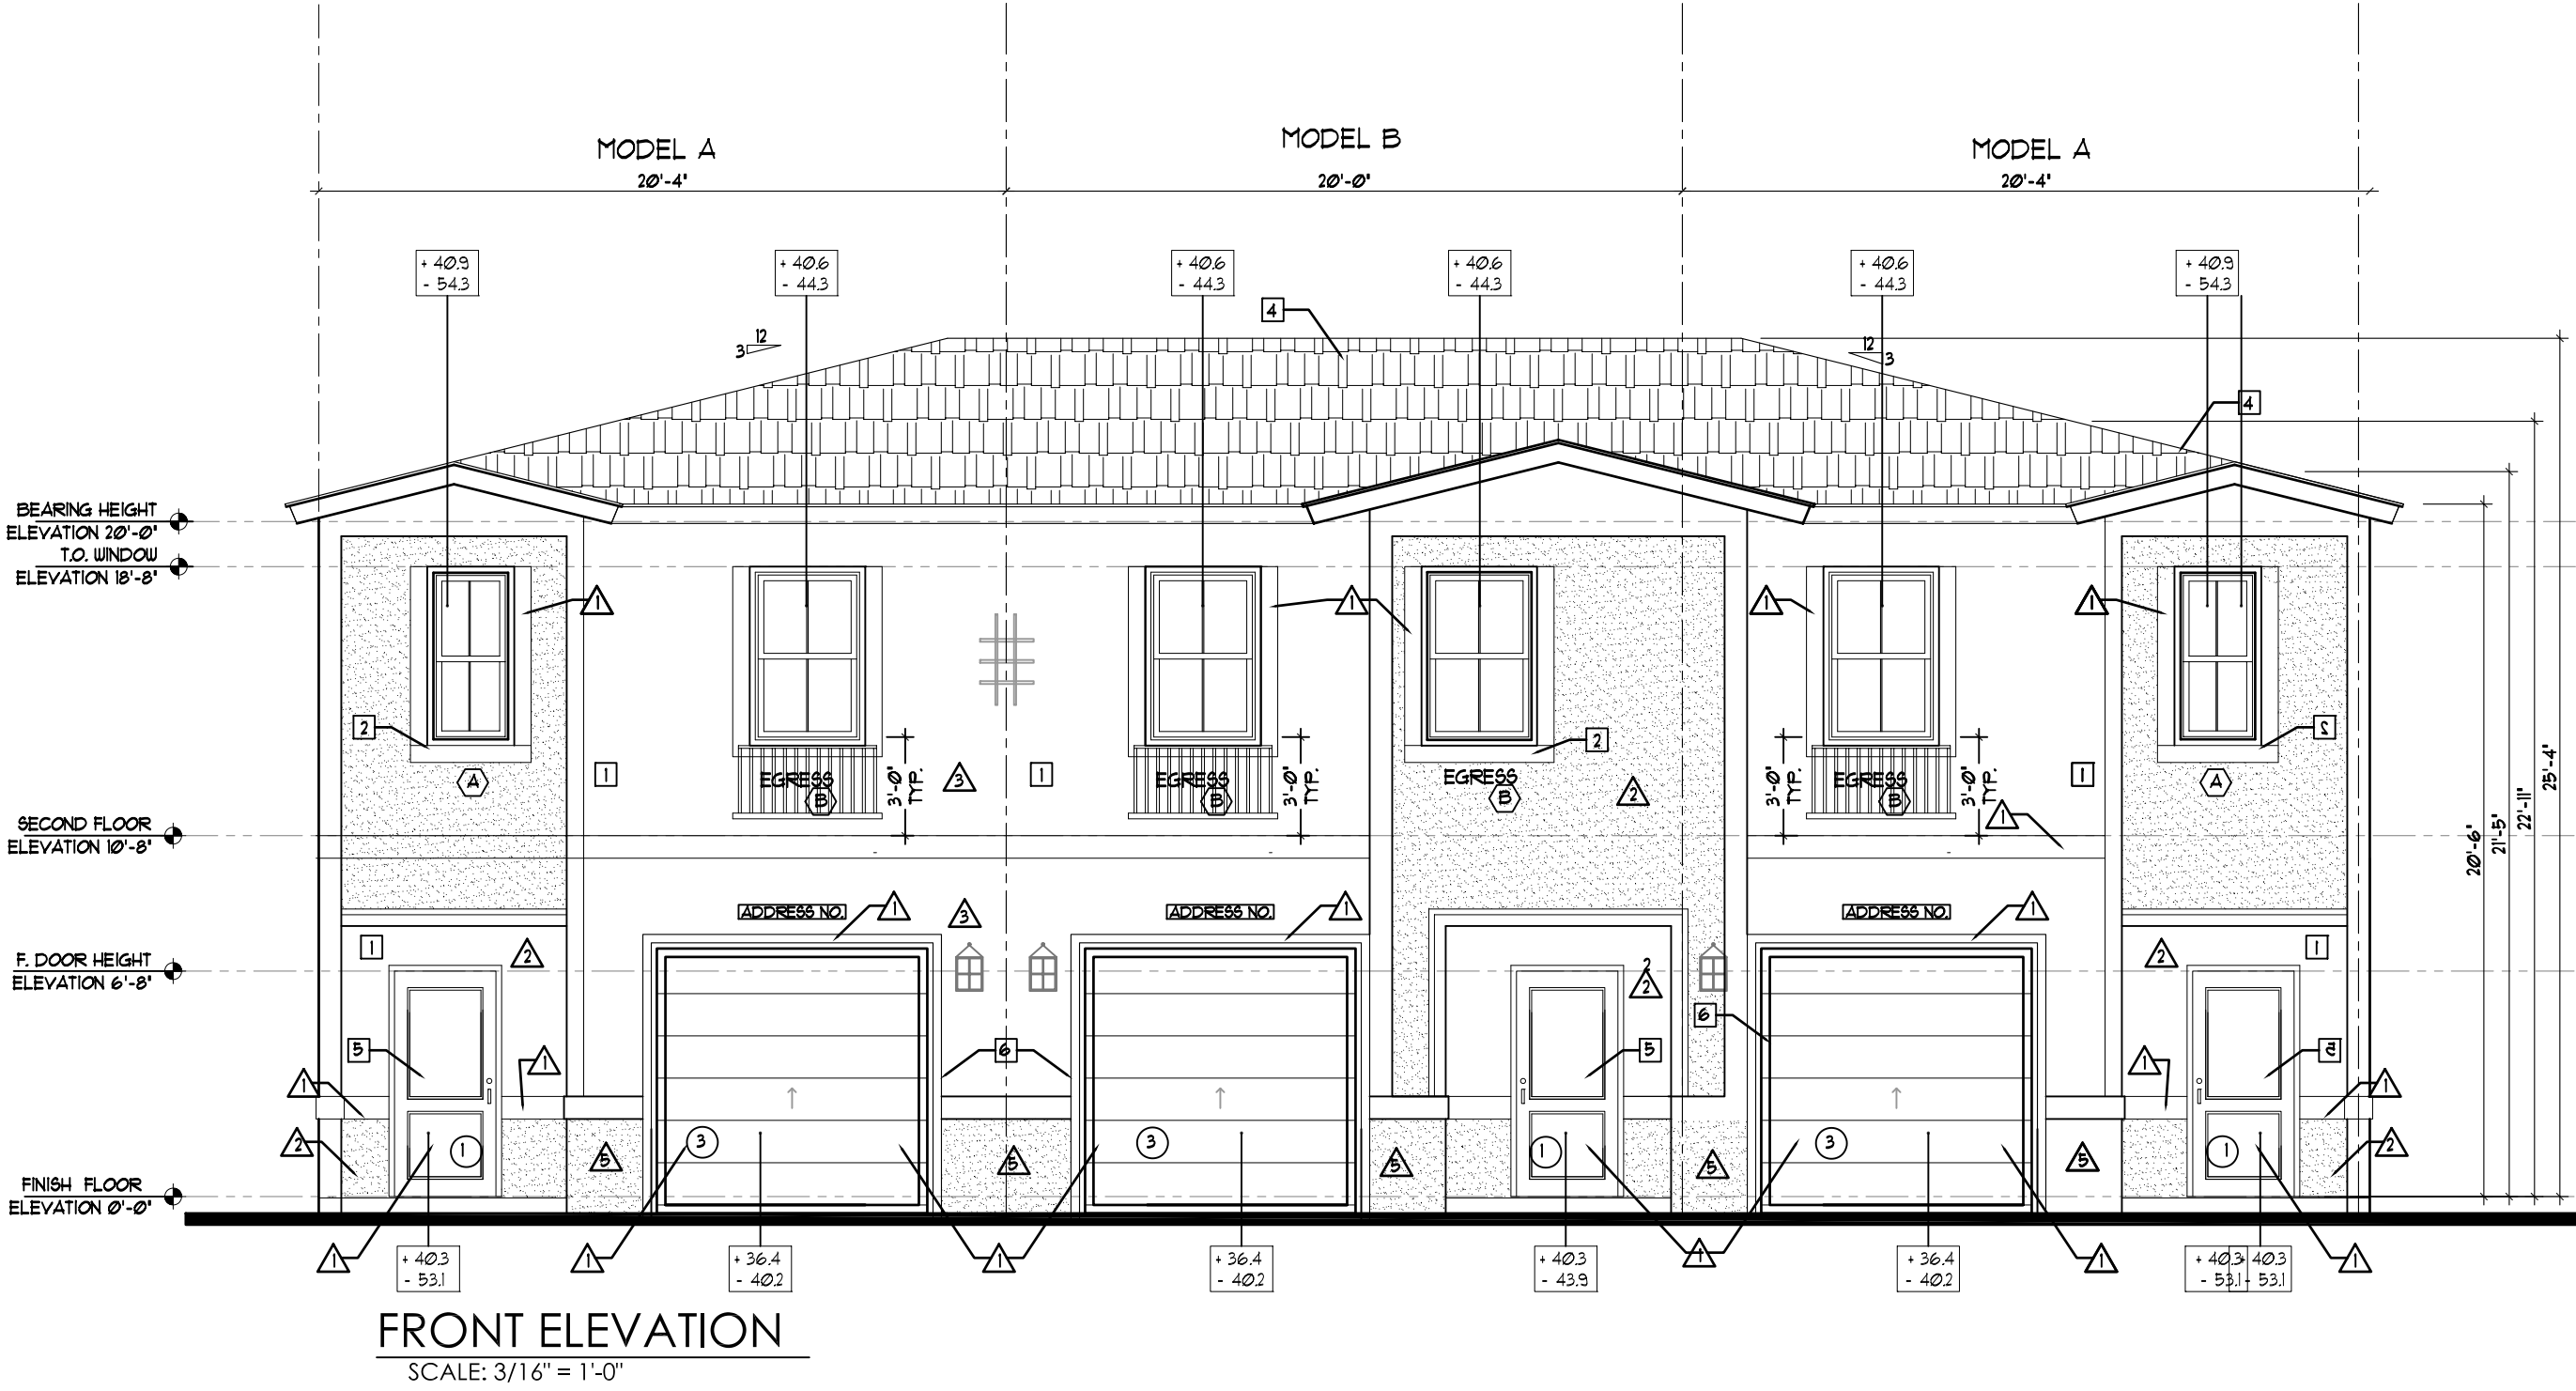 MODEL A
MODEL B
MODEL A
20'-4"
20'-0"
20'-4"
+ 40.9
- 54.3
+ 40.6
- 44.3
+ 40.6
- 44.3
+ 40.6
- 44.3
+ 40.6
- 44.3
+ 40.9
- 54.3
4
12
3
12
3
4
BEARING HEIGHT
ELEVATION 20'-0"
T.O. WINDOW
ELEVATION 18'-8"
1
1
1
1
2
2
2
A
1
EGRESS
B
3'-0"
TYP.
3
1
EGRESS
B
3'-0"
TYP.
EGRESS
B
2
3'-0"
TYP.
EGRESS
B
3'-0"
TYP.
1
1
A
SECOND FLOOR
ELEVATION 10'-8"
20'-6"
21'-5"
22'-11"
25'-4"
ADDRESS NO.
1
3
ADDRESS NO.
1
ADDRESS NO.
1
1
2
2
2
2
1
F. DOOR HEIGHT
ELEVATION 6'-8"
5
1
1
6
5
6
1
5
1
2
1
3
5
5
3
5
1
5
3
5
1
2
FINISH FLOOR
ELEVATION 0'-0"
1
+ 40.3
- 53.1
1
+ 36.4
- 40.2
1
+ 36.4
- 40.2
+ 40.3
- 43.9
1
+ 36.4
- 40.2
1
+ 40.3
- 53.1
+ 40.3
- 53.1
1
FRONT ELEVATION
SCALE: 3/16" = 1'-0"